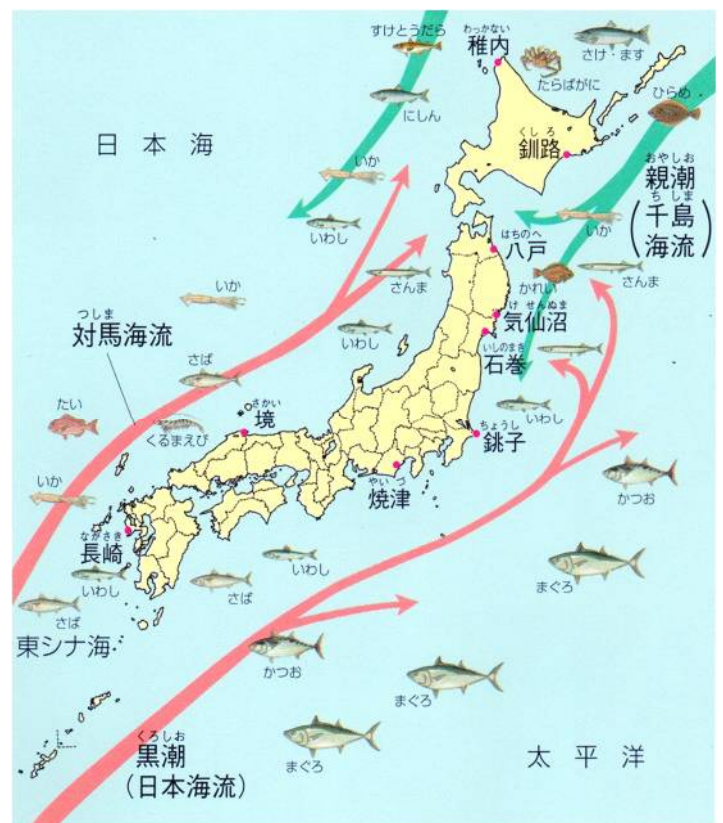 すけとうだら
わっかない
稚内
さけ・ます
たらばがに
ひらめ
にしん
日本海
くしろ
釧路
いか
おやしお
親潮
ちしま
(千島
海流)
いか
いわし
はちのへ
八戸
さんま
かれい
さんま
いか
つしま
対馬海流
いわし
けせんぬま
気仙沼
いしのまき
石巻
さば
いわし
たい
くるまえび
さかい
境
ちょうし
銚子
いか
やいづ
焼津
かつお
ながさき
長崎
いわし
いわし
さば
まぐろ
さば
東シナ海
かつお
まぐろ
くろしお
黒潮
(日本海流)
まぐろ
太平洋